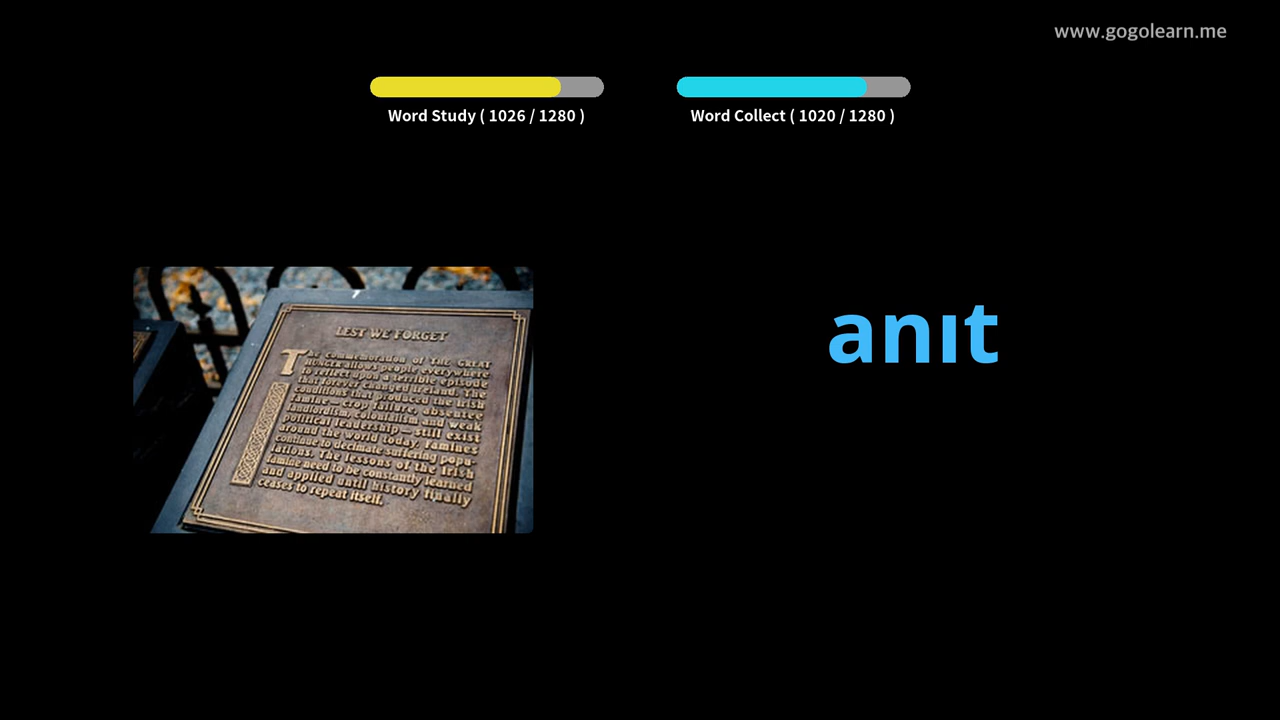 www.gogolearn.me
Word Study ( 1026 / 1280 )
Word Collect ( 1020 / 1280 )
anıt
LEST WE FORGET
The commemoration of THE GREAT
HUNGER allows people everywhere
to reflect upon a terrible episode
that forever changed Ireland. The
conditions that produced the Irish
famine — crop failure, absentee
landlordism, colonialism and weak
political leadership — still exist
around the world today. Famines
continue to decimate suffering popu-
lations. The lessons of the Irish
famine need to be constantly learned
and applied until history finally
ceases to repeat itself.